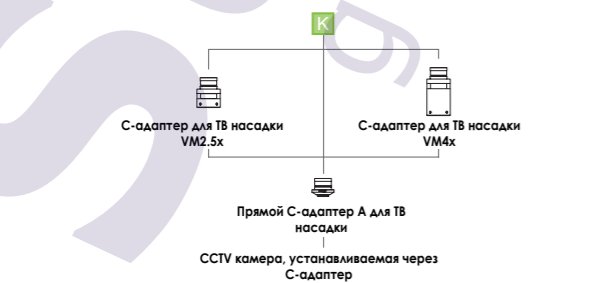 K
С-адаптер для ТВ насадки
VM2.5x
С-адаптер для ТВ насадки
VM4x
Прямой С-адаптер А для ТВ
насадки
CCTV камера, устанавливаемая через
С-адаптер